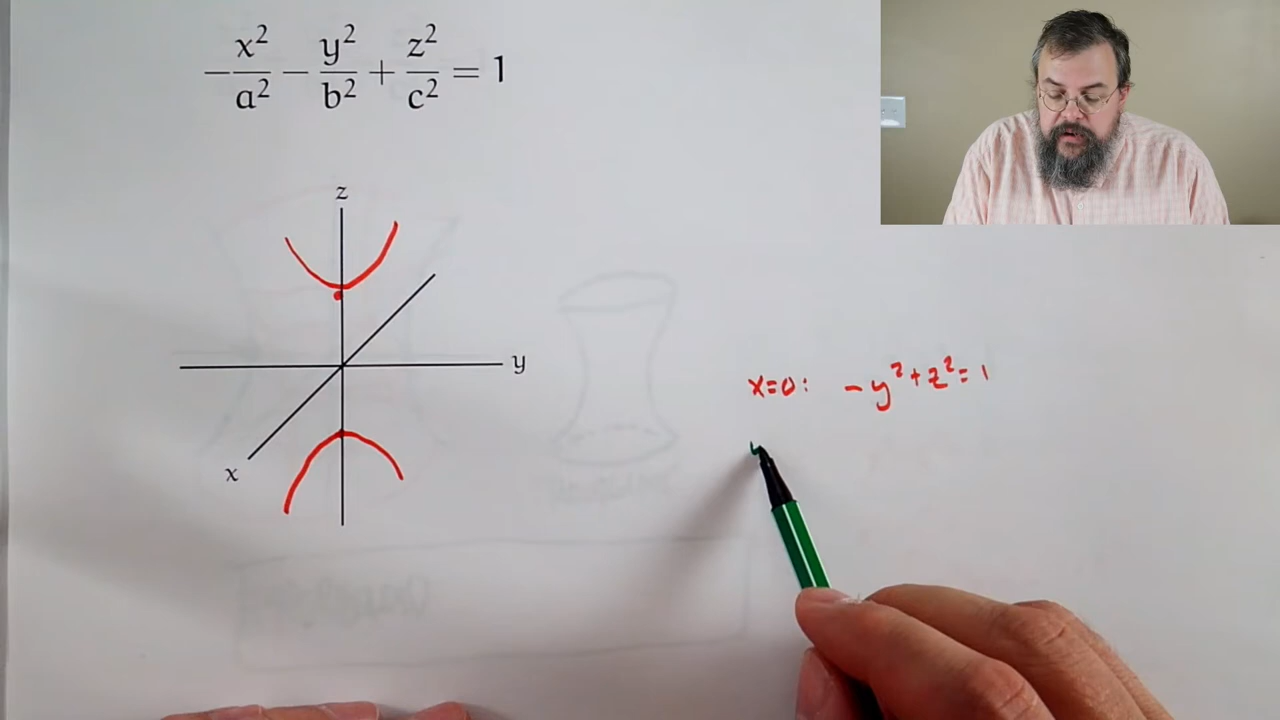 −x²/a² − y²/b² + z²/c² = 1
z
y
x=0: -y²+z²=1
x